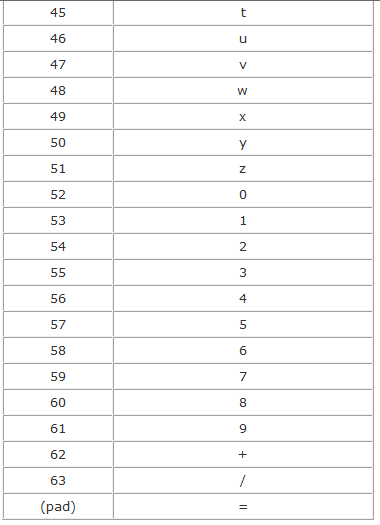 45 t
46 u
47 v
48 w
49 x
50 y
51 z
52 0
53 1
54 2
55 3
56 4
57 5
58 6
59 7
60 8
61 9
62 +
63 /
(pad) =